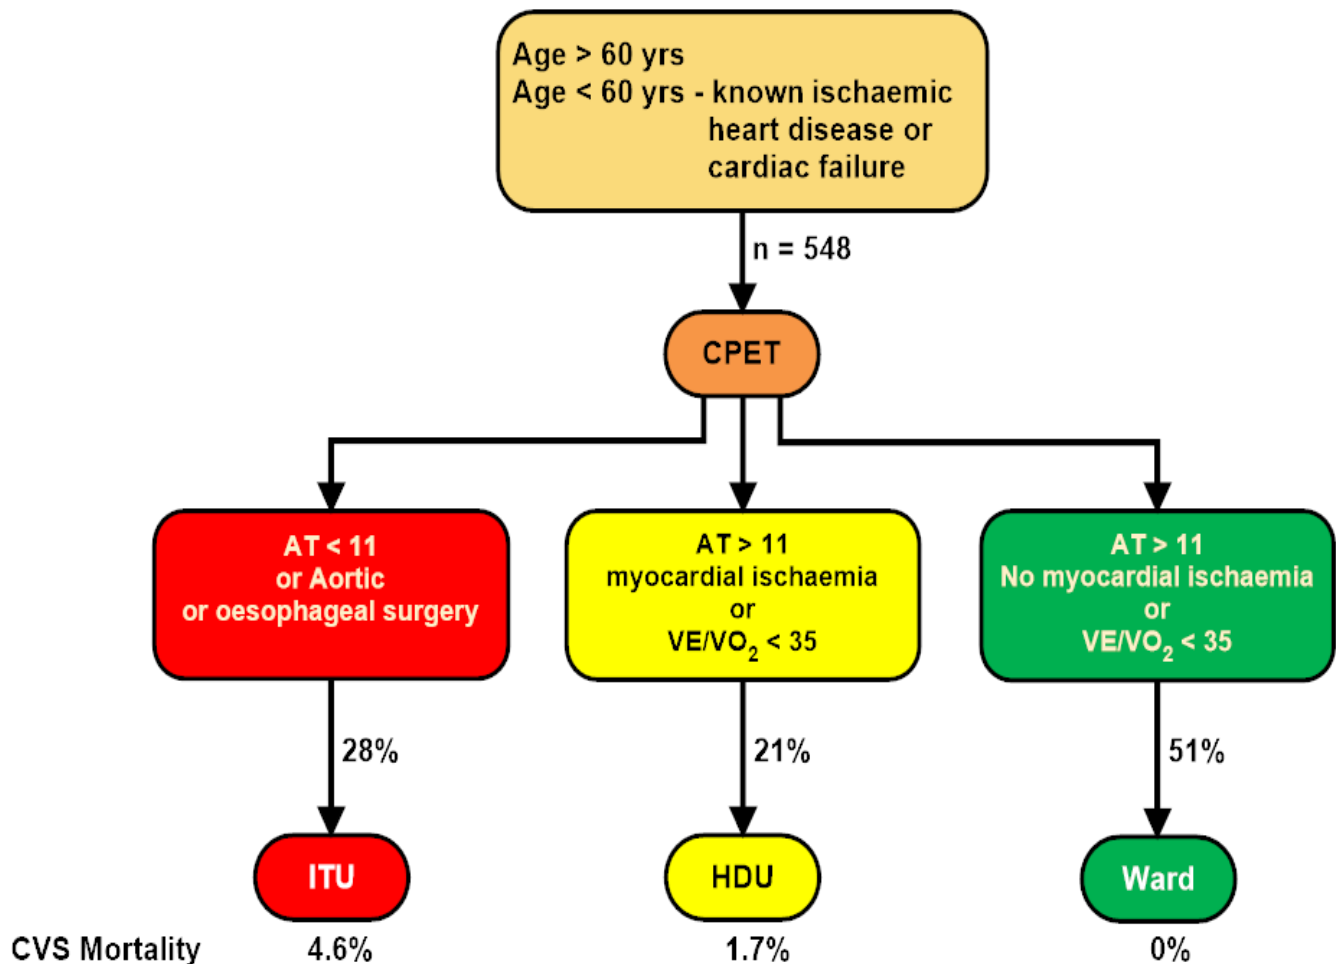 Age > 60 yrs
Age < 60 yrs - known ischaemic
heart disease or
cardiac failure
n = 548
CPET
AT < 11
or Aortic
or oesophageal surgery
AT > 11
myocardial ischaemia
or
VE/VO₂ < 35
AT > 11
No myocardial ischaemia
or
VE/VO₂ < 35
28%
21%
51%
ITU
HDU
Ward
CVS Mortality 4.6% 1.7% 0%